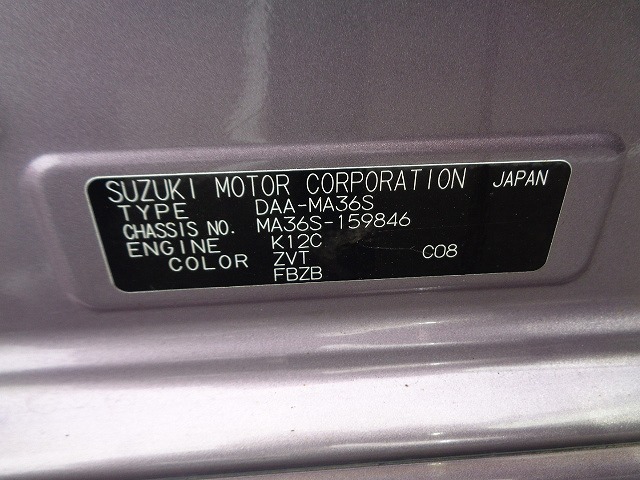 SUZUKI MOTOR CORPORATION JAPAN
TYPE DAA-MA36S
CHASSIS NO. MA36S-159846
ENGINE K12C
COLOR ZVT C08
FBZB